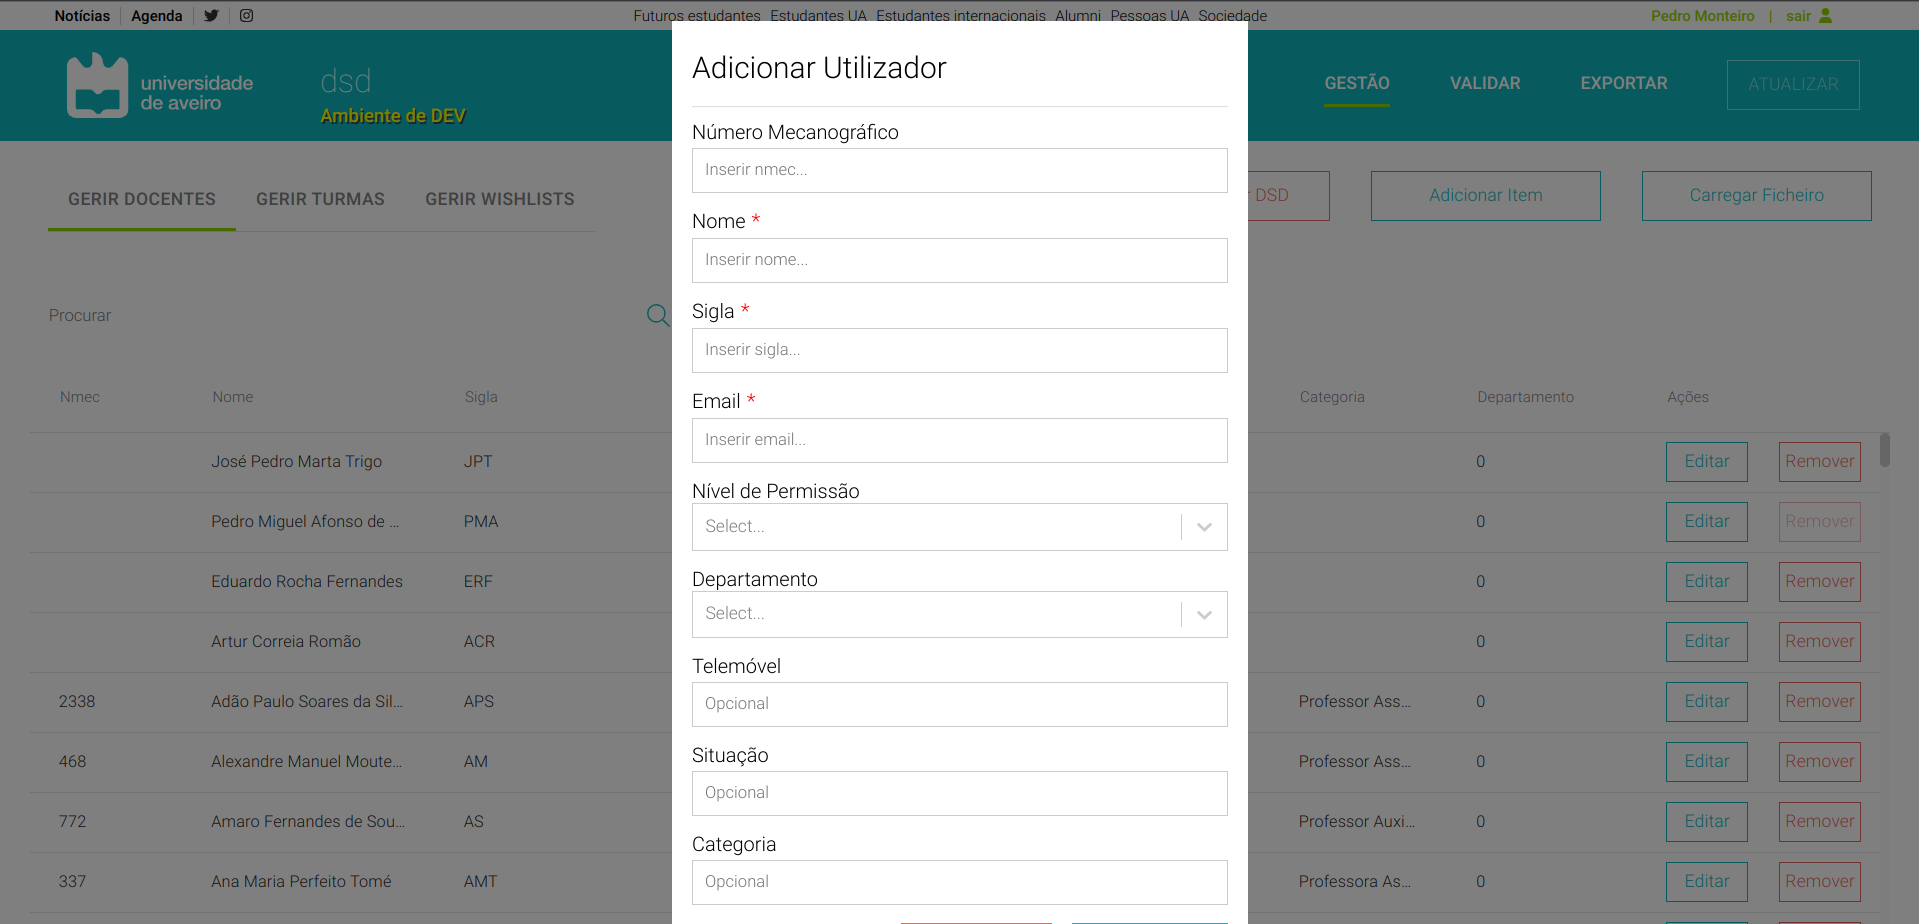 Notícias Agenda Futuros estudantes Estudantes UA Estudantes internacionais Alumni Pessoas UA Sociedade Pedro Monteiro | sair
universidade
de aveiro
dsd
Ambiente de DEV
GESTÃO VALIDAR EXPORTAR ATUALIZAR
GERIR DOCENTES GERIR TURMAS GERIR WISHLISTS
DSD Adicionar Item Carregar Ficheiro
Procurar
Nmec Nome Sigla Categoria Departamento Ações
José Pedro Marta Trigo JPT 0 Editar Remover
Pedro Miguel Afonso de ... PMA 0 Editar Remover
Eduardo Rocha Fernandes ERF 0 Editar Remover
Artur Correia Romão ACR 0 Editar Remover
2338 Adão Paulo Soares da Sil... APS Professor Ass... 0 Editar Remover
468 Alexandre Manuel Moute... AM Professor Ass... 0 Editar Remover
772 Amaro Fernandes de Sou... AS Professor Auxi... 0 Editar Remover
337 Ana Maria Perfeito Tomé AMT Professora As... 0 Editar Remover
Adicionar Utilizador
Número Mecanográfico
Inserir nmec...
Nome *
Inserir nome...
Sigla *
Inserir sigla...
Email *
Inserir email...
Nível de Permissão
Select...
Departamento
Select...
Telemóvel
Opcional
Situação
Opcional
Categoria
Opcional